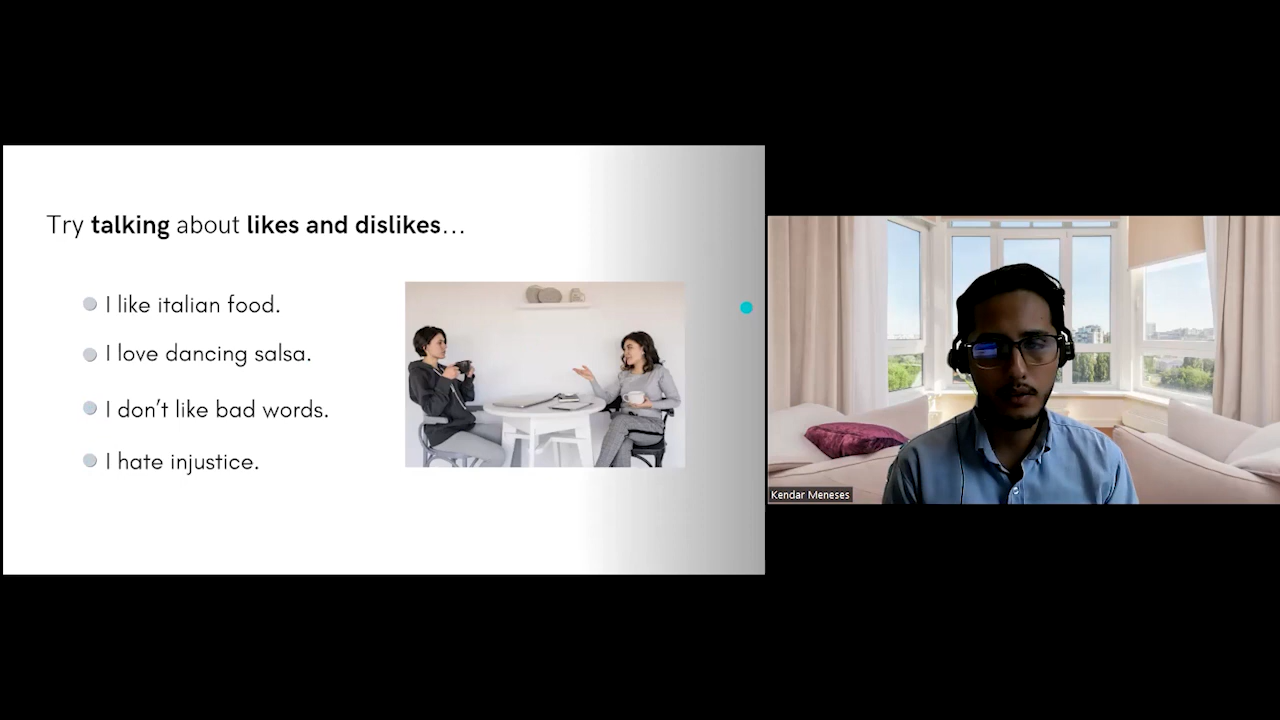 Try talking about likes and dislikes...
I like italian food.
I love dancing salsa.
I don't like bad words.
I hate injustice.
Kendar Meneses